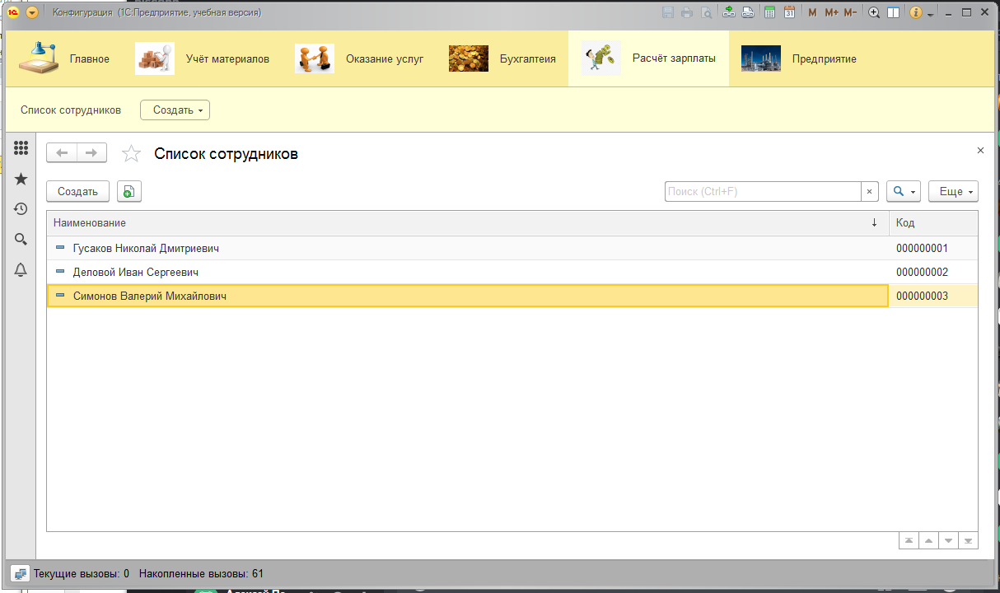 Конфигурация (1С:Предприятие, учебная версия)
M M+ M-
Главное
Учёт материалов
Оказание услуг
Бухгалтеия
Расчёт зарплаты
Предприятие
Список сотрудников
Создать
Список сотрудников
Создать
Поиск (Ctrl+F)
Еще
Наименование Код
Гусаков Николай Дмитриевич 000000001
Деловой Иван Сергеевич 000000002
Симонов Валерий Михайлович 000000003
Текущие вызовы: 0 Накопленные вызовы: 61